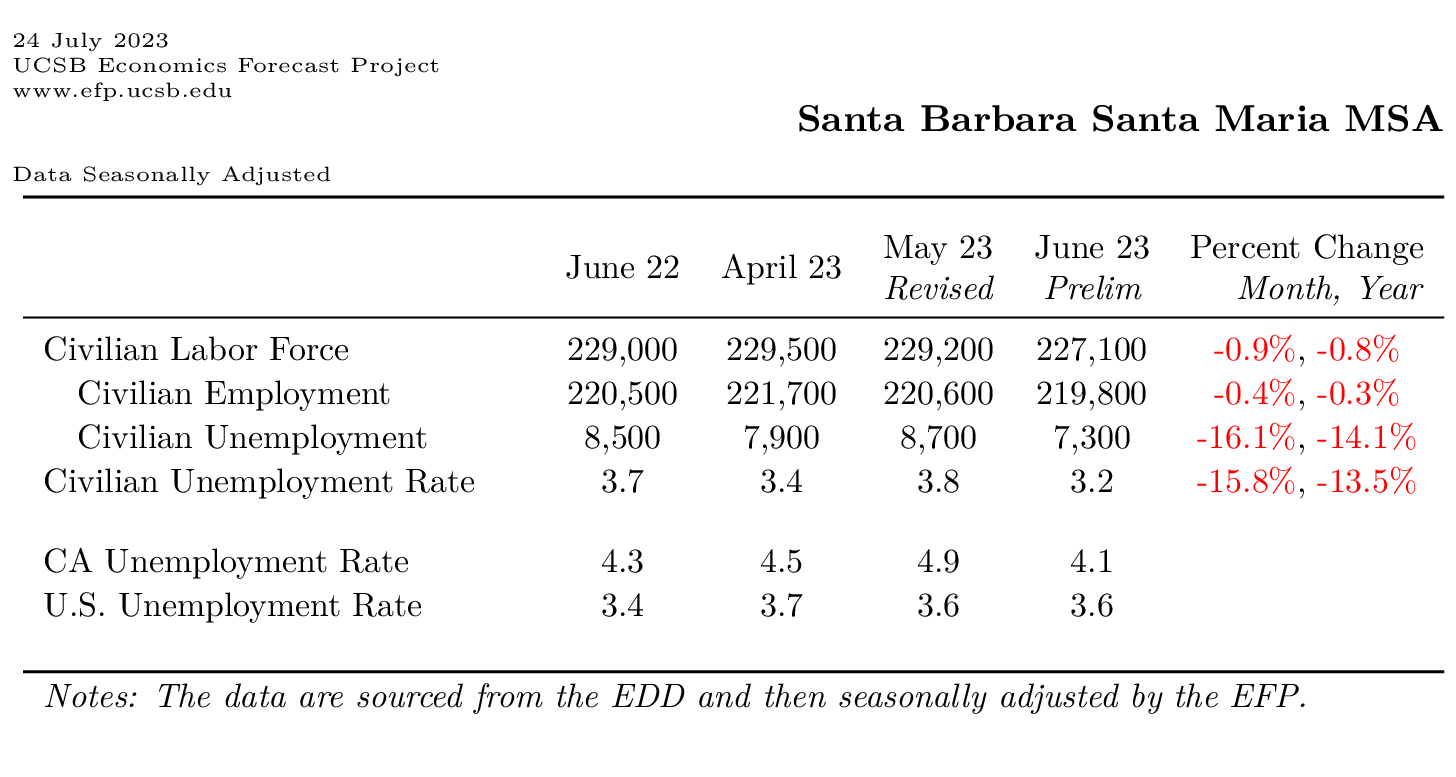 24 July 2023
UCSB Economics Forecast Project
www.efp.ucsb.edu
Santa Barbara Santa Maria MSA
Data Seasonally Adjusted
June 22 April 23 May 23 Revised June 23 Prelim Percent Change Month, Year
Civilian Labor Force 229,000 229,500 229,200 227,100 -0.9%, -0.8%
Civilian Employment 220,500 221,700 220,600 219,800 -0.4%, -0.3%
Civilian Unemployment 8,500 7,900 8,700 7,300 -16.1%, -14.1%
Civilian Unemployment Rate 3.7 3.4 3.8 3.2 -15.8%, -13.5%
CA Unemployment Rate 4.3 4.5 4.9 4.1
U.S. Unemployment Rate 3.4 3.7 3.6 3.6
Notes: The data are sourced from the EDD and then seasonally adjusted by the EFP.